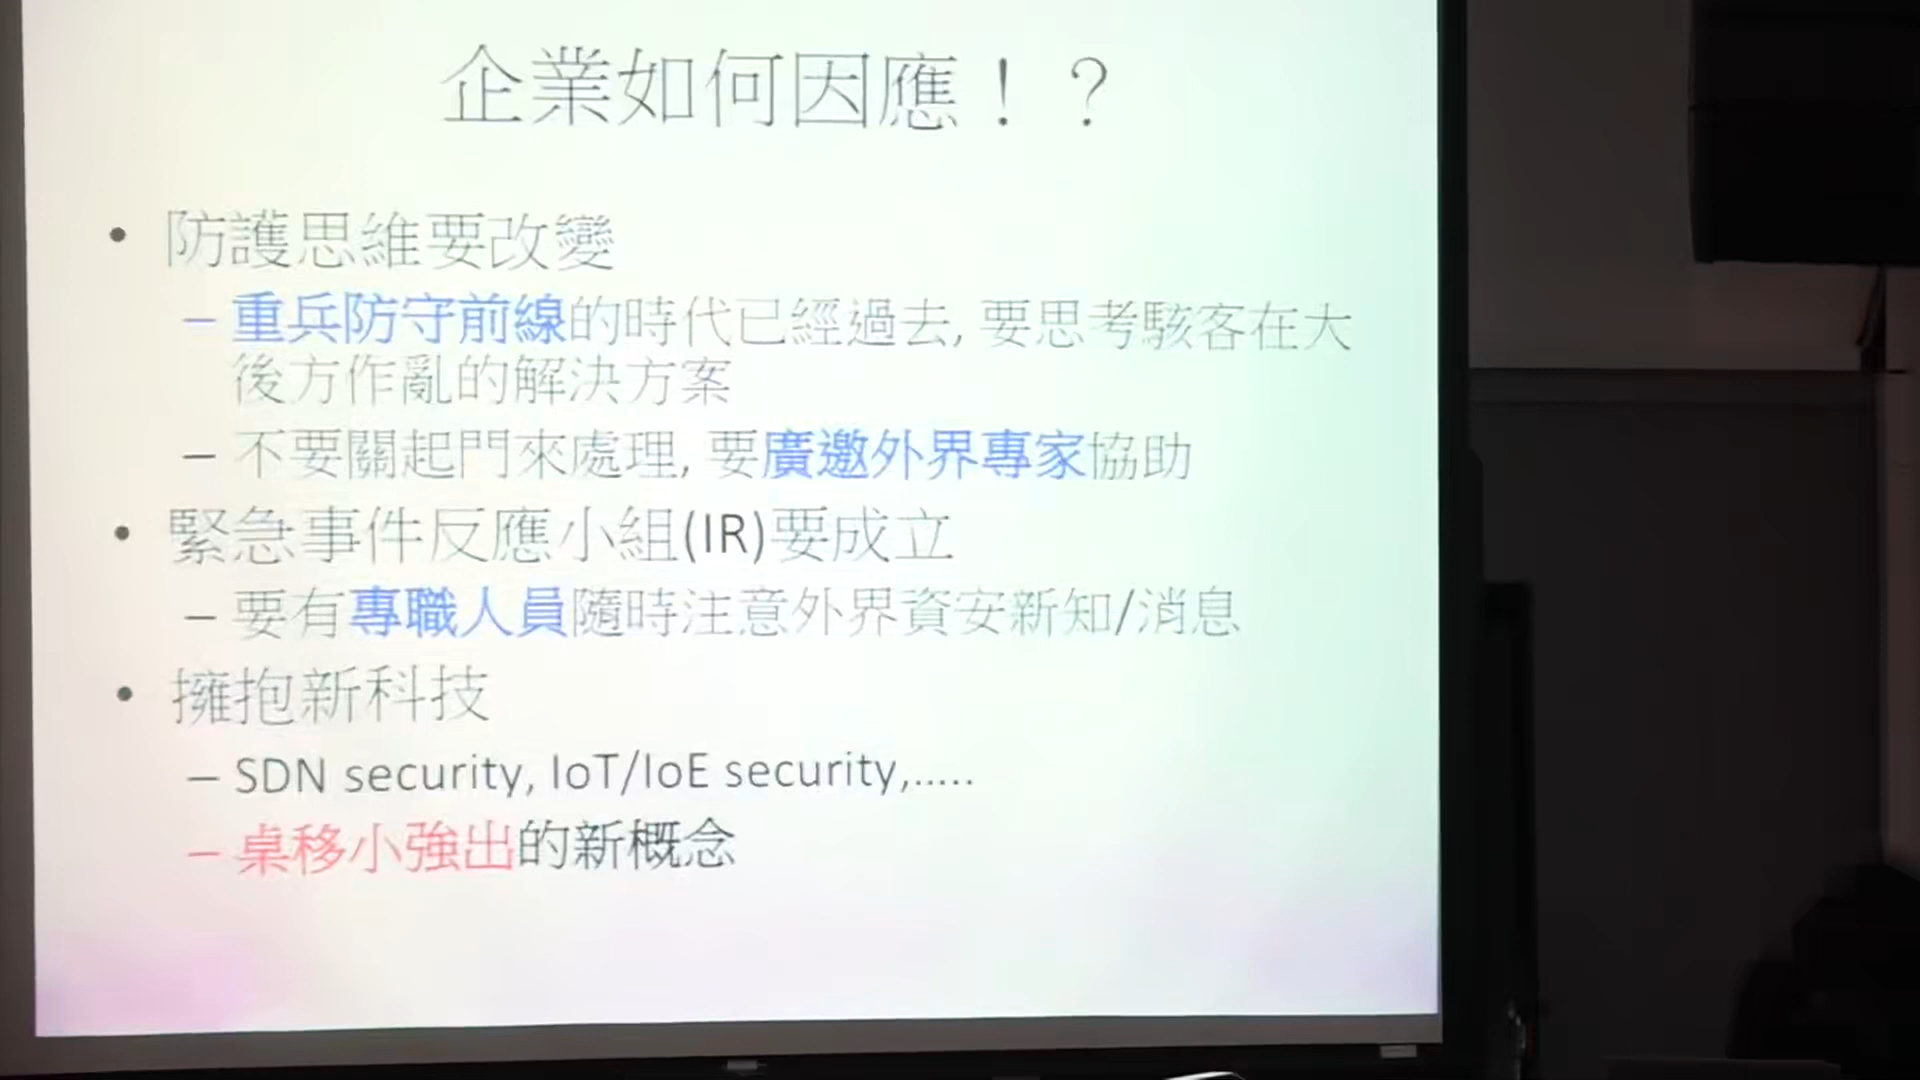 企業如何因應！？
• 防護思維要改變
– 重兵防守前線的時代已經過去, 要思考駭客在大
後方作亂的解決方案
– 不要關起門來處理, 要廣邀外界專家協助
• 緊急事件反應小組(IR)要成立
– 要有專職人員隨時注意外界資安新知/消息
• 擁抱新科技
– SDN security, IoT/IoE security,.....
– 桌移小強出的新概念